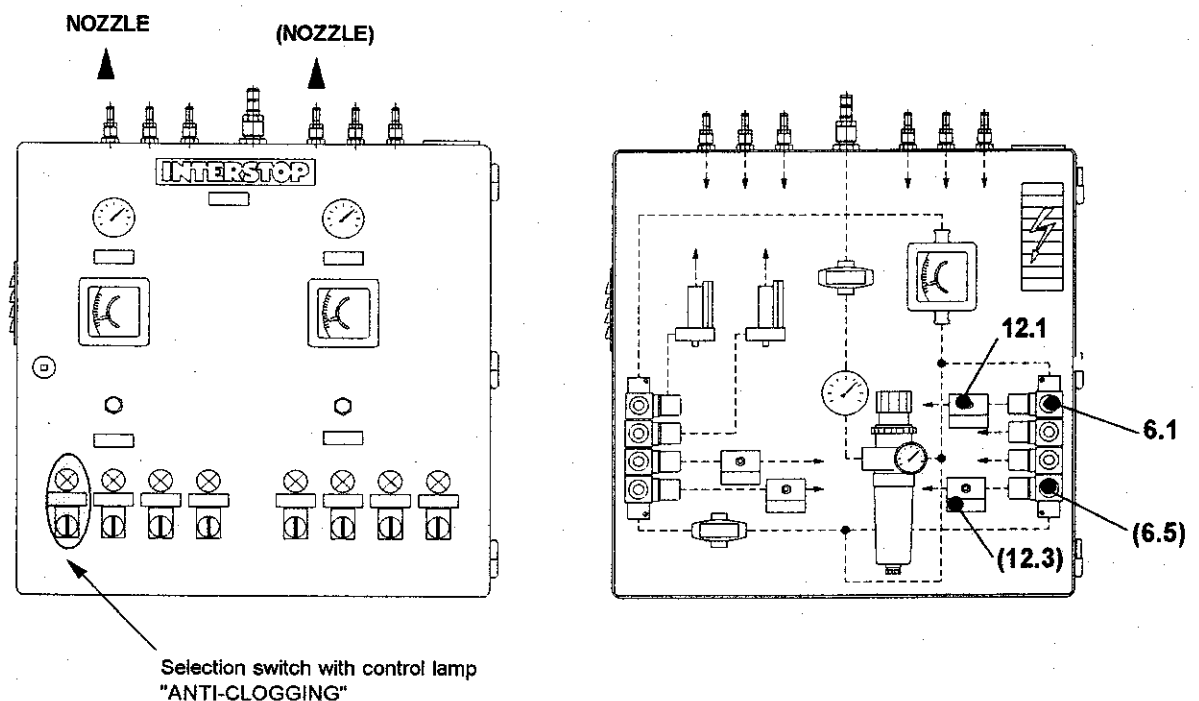 NOZZLE
(NOZZLE)
INTERSTOP
12.1
6.1
(6.5)
(12.3)
Selection switch with control lamp
"ANTI-CLOGGING"